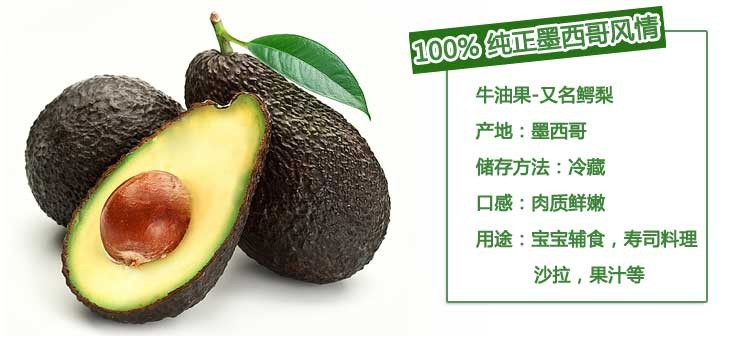 100% 纯正墨西哥风情
牛油果-又名鳄梨
产地：墨西哥
储存方法：冷藏
口感：肉质鲜嫩
用途：宝宝辅食，寿司料理
沙拉，果汁等